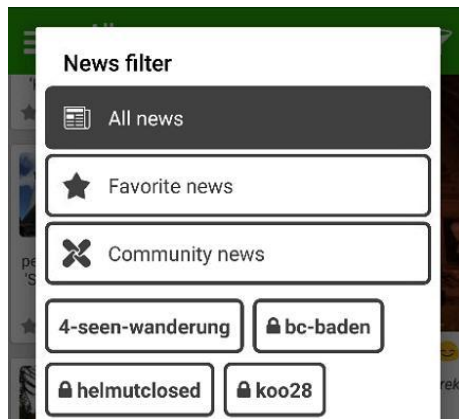 News filter
All news
Favorite news
Community news
4-seen-wanderung
bc-baden
helmutclosed
koo28